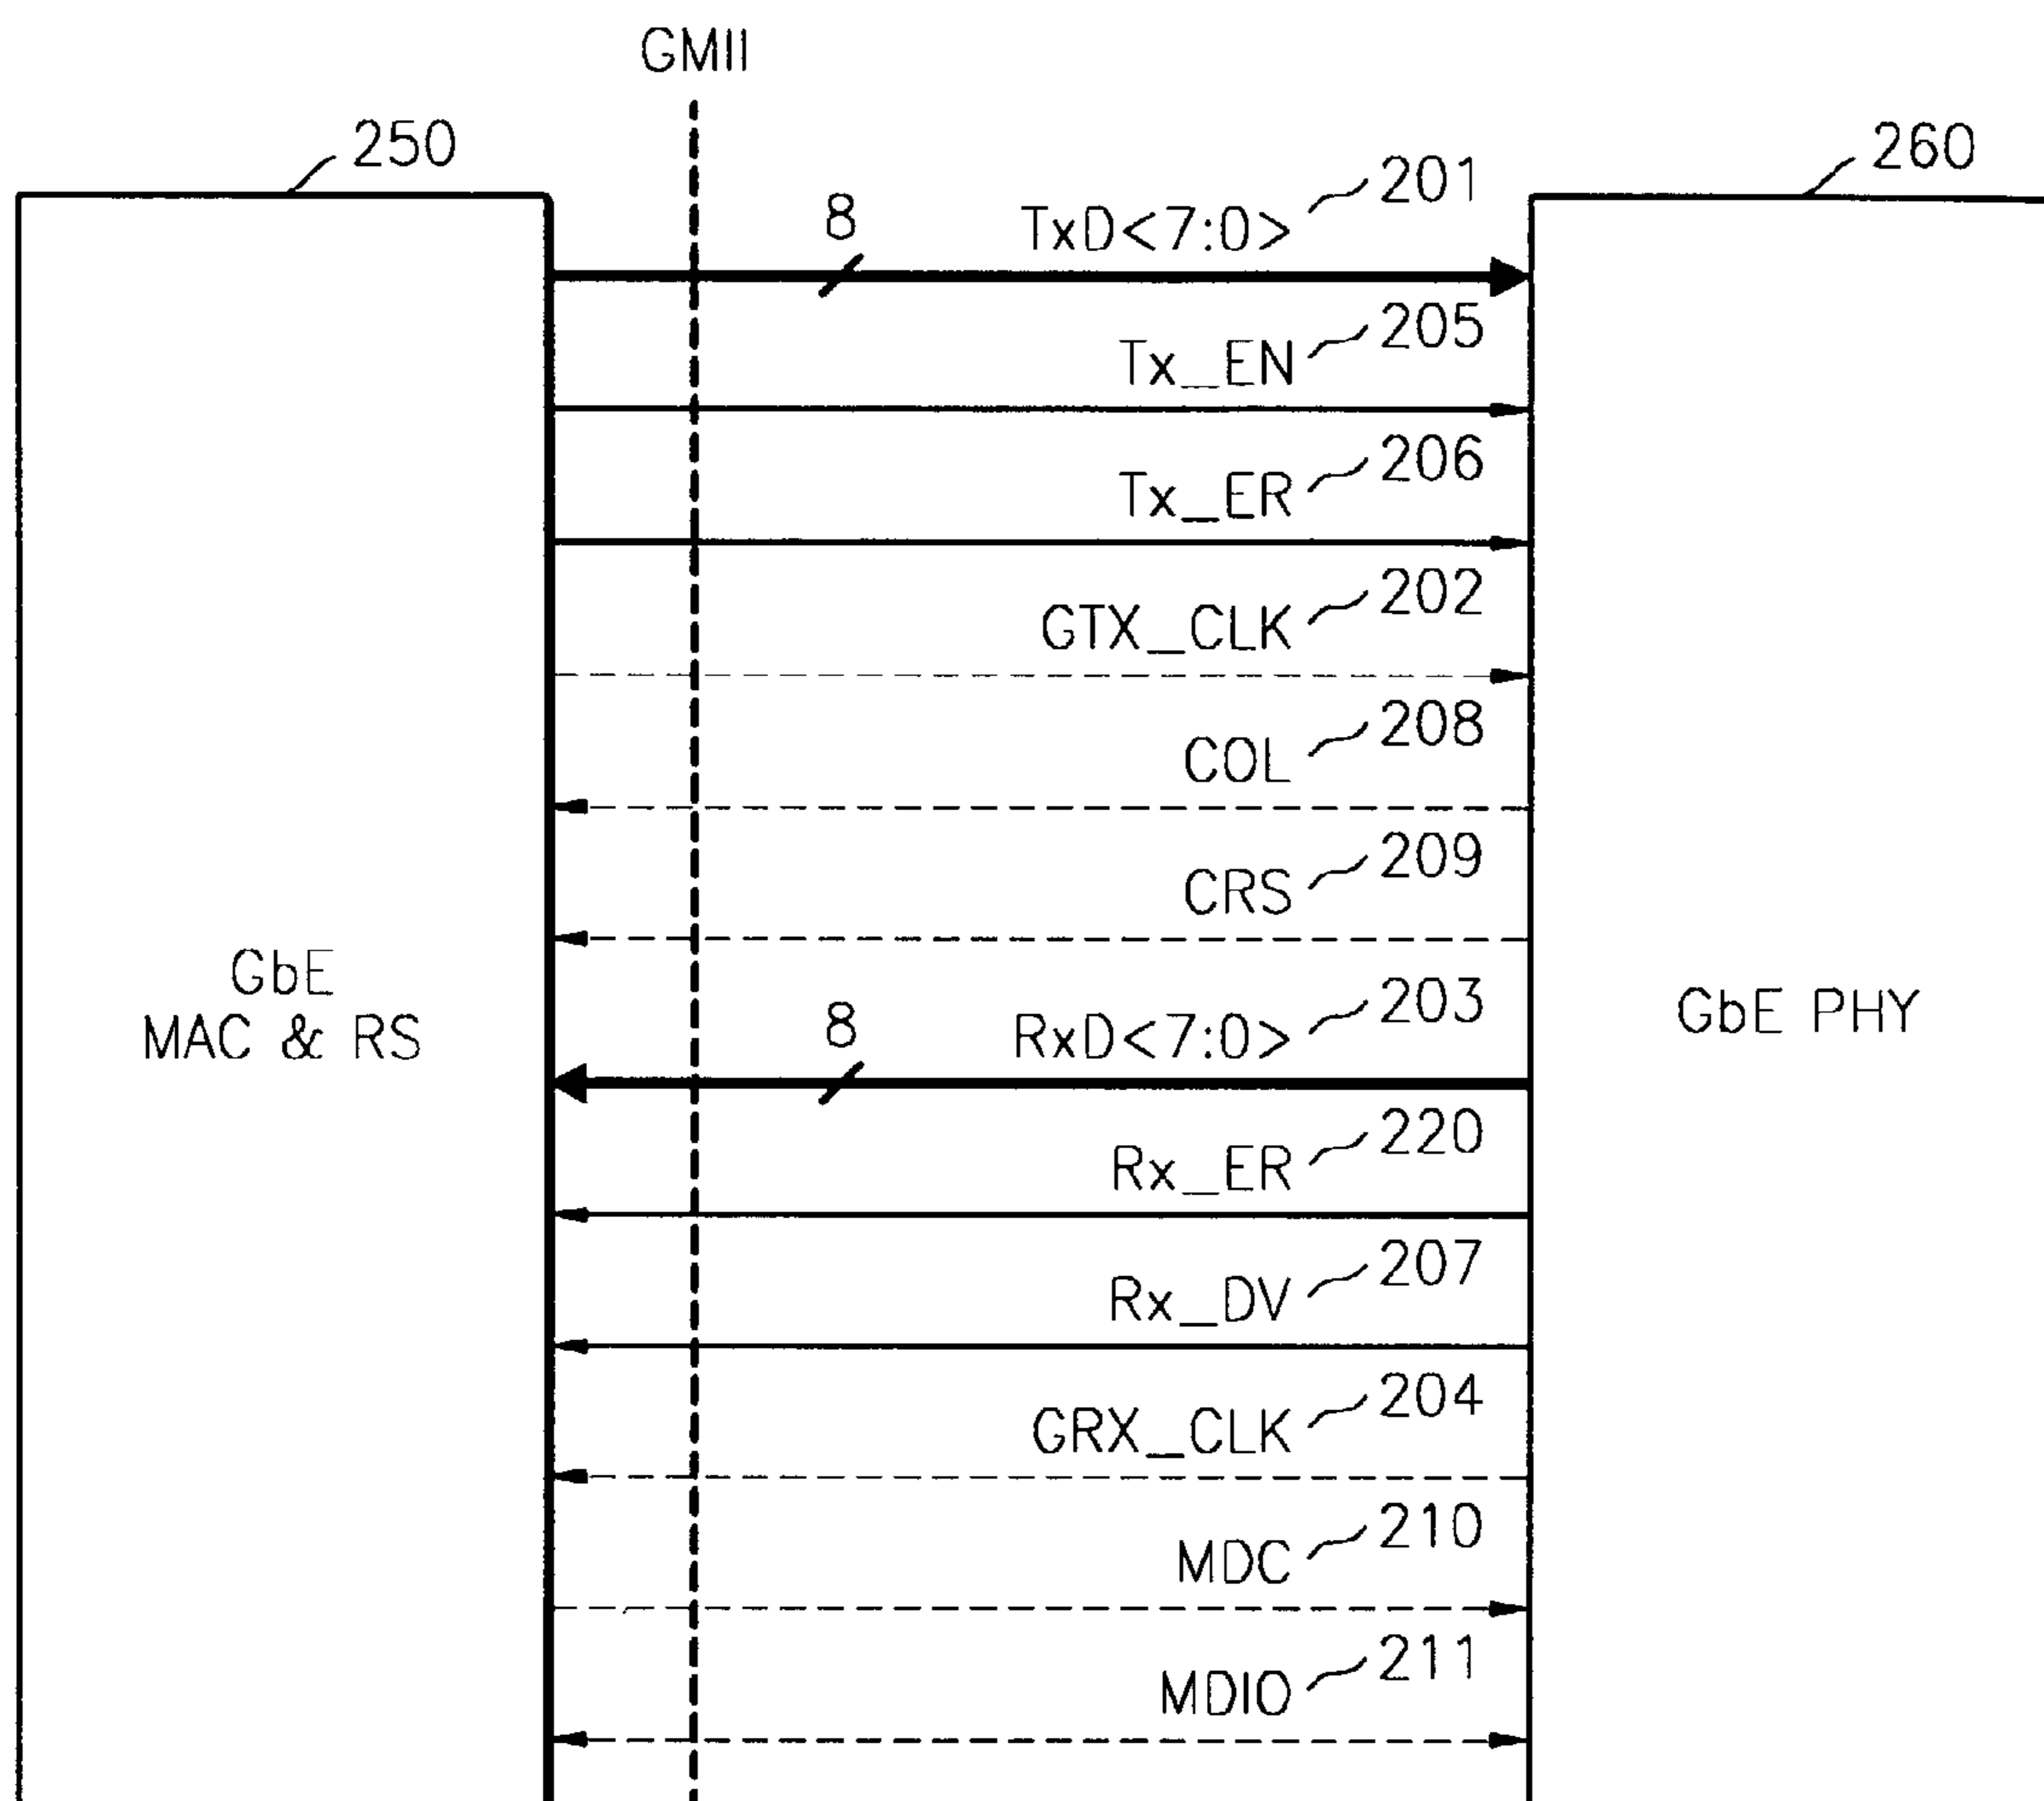 GMII
250
260
201
8
TxD<7:0>
205
Tx_EN
206
Tx_ER
202
GTX_CLK
208
COL
209
CRS
GbE
MAC & RS
203
8
RxD<7:0>
GbE PHY
220
Rx_ER
207
Rx_DV
204
GRX_CLK
210
MDC
211
MDIO